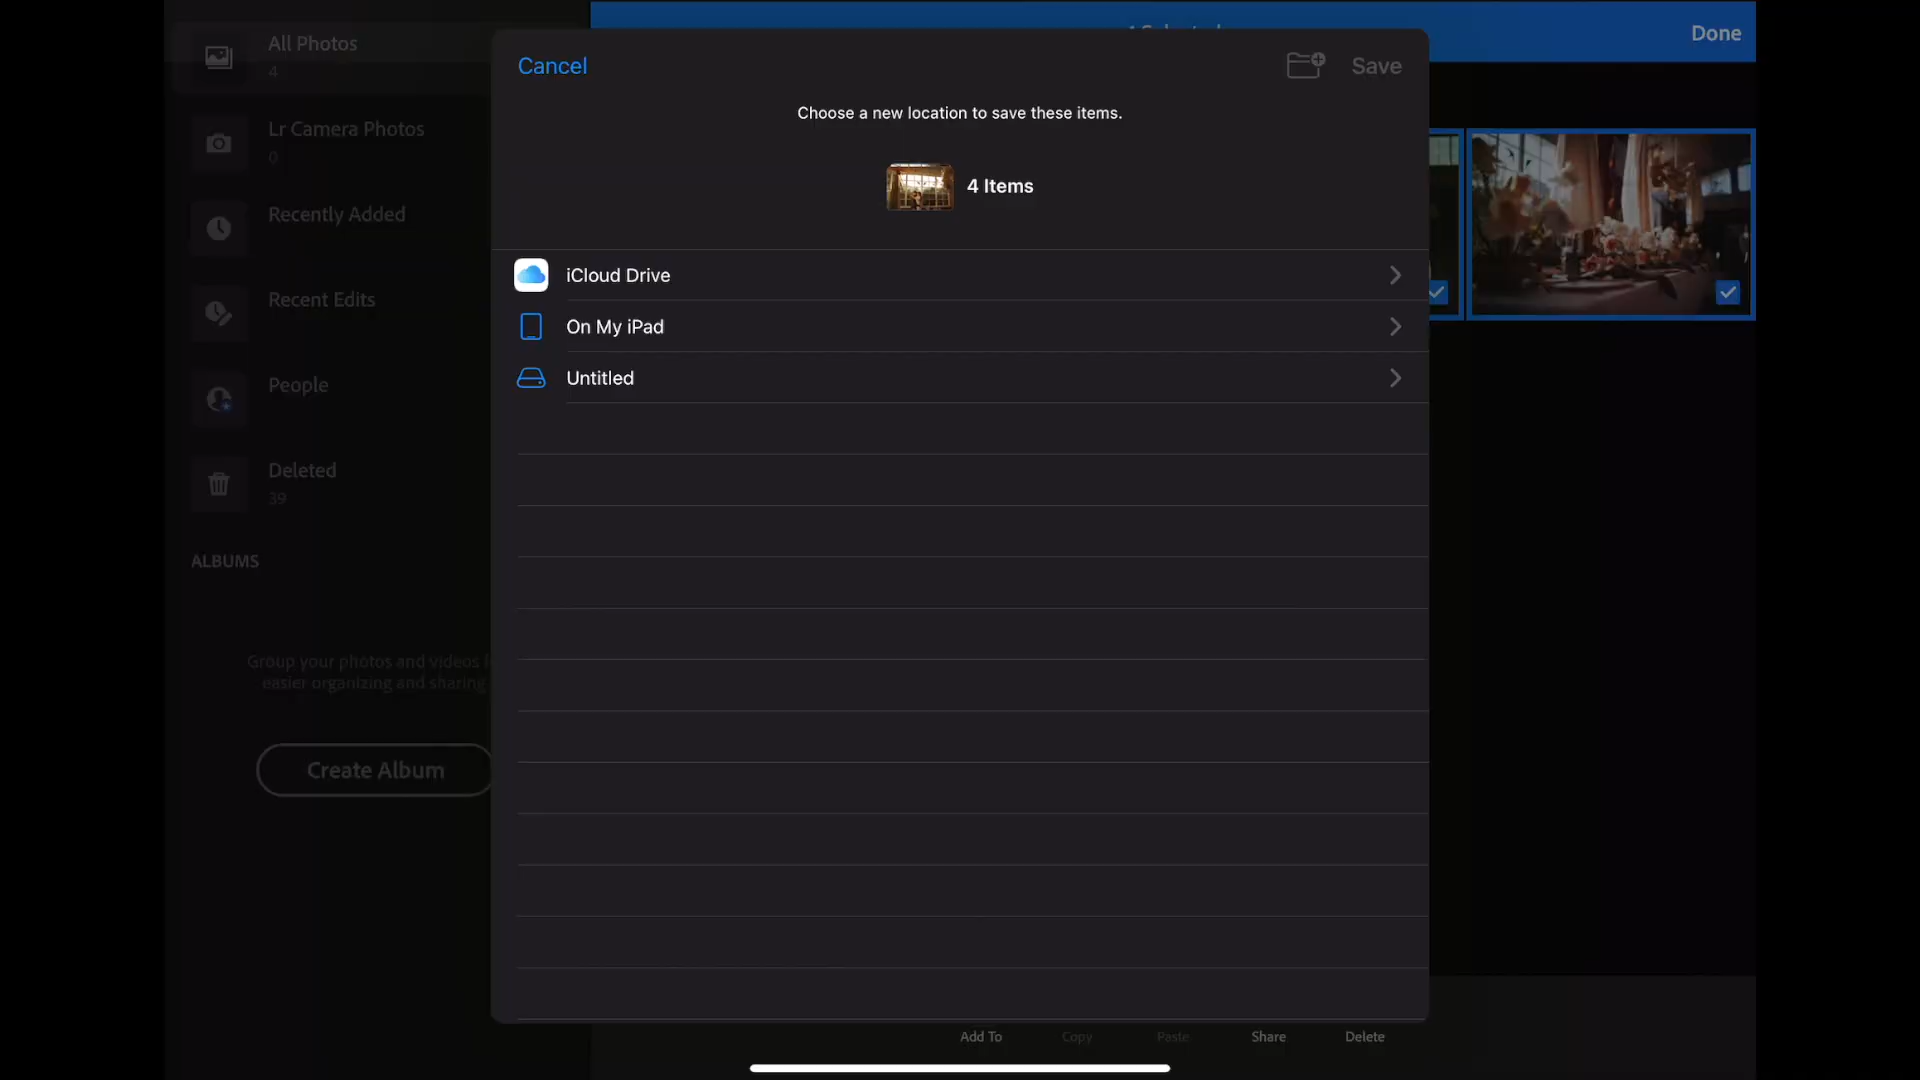 All Photos
4
Lr Camera Photos
0
Recently Added
Recent Edits
People
Deleted
39
ALBUMS
Group your photos and videos
easier organizing and sharing
Create Album
Done
Cancel
Save
Choose a new location to save these items.
4 Items
iCloud Drive
On My iPad
Untitled
Add To
Copy
Paste
Share
Delete